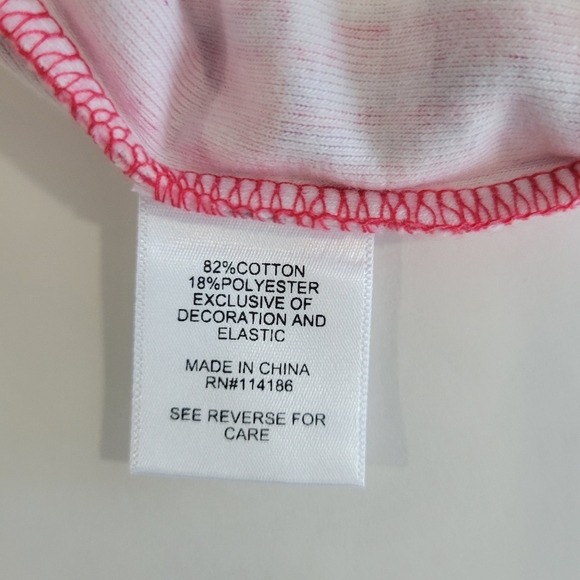 82%COTTON
18%POLYESTER
EXCLUSIVE OF
DECORATION AND
ELASTIC
MADE IN CHINA
RN#114186
SEE REVERSE FOR
CARE